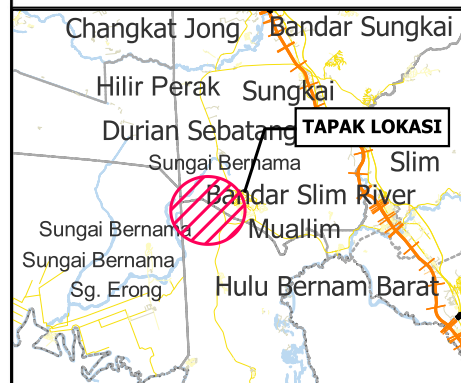 Changkat Jong
Bandar Sungkai
Hilir Perak
Sungkai
Durian Sebatang
TAPAK LOKASI
Sungai Bernama
Slim
Bandar Slim River
Sungai Bernama
Muallim
Sungai Bernama
Sg. Erong
Hulu Bernam Barat